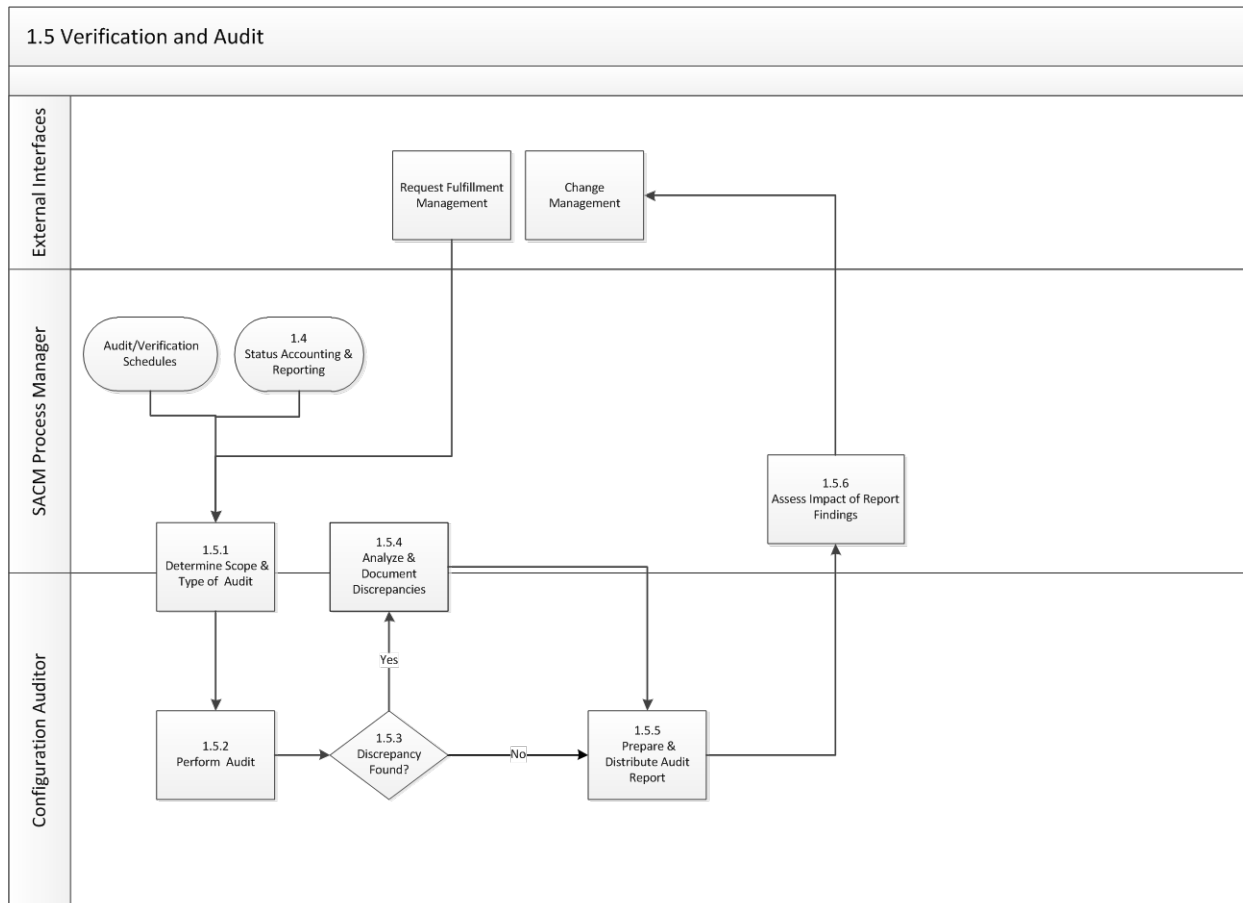 1.5 Verification and Audit
External Interfaces
Request Fulfillment
Management
Change
Management
SACM Process Manager
Audit/Verification
Schedules
1.4
Status Accounting &
Reporting
1.5.6
Assess Impact of Report
Findings
1.5.1
Determine Scope &
Type of Audit
1.5.4
Analyze &
Document
Discrepancies
Configuration Auditor
Yes
1.5.2
Perform Audit
1.5.3
Discrepancy
Found?
No
1.5.5
Prepare &
Distribute Audit
Report